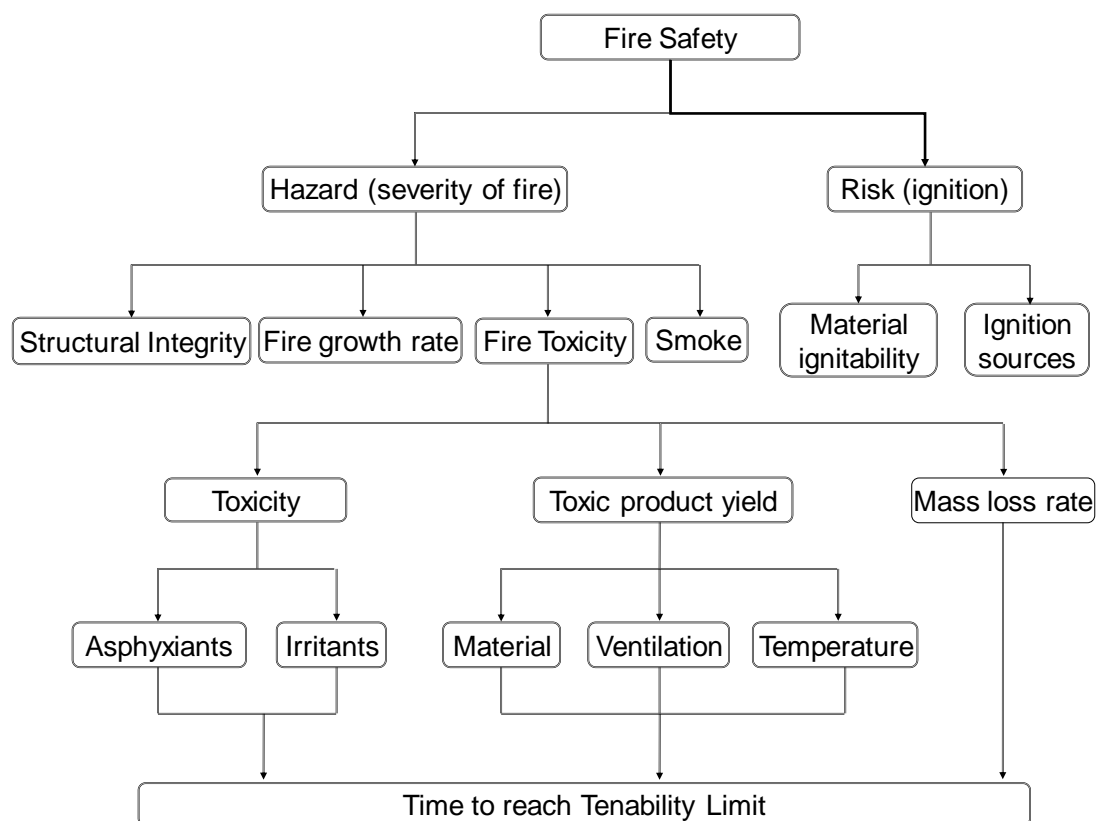 Fire Safety
Hazard (severity of fire)
Risk (ignition)
Structural Integrity
Fire growth rate
Fire Toxicity
Smoke
Material
ignitability
Ignition
sources
Toxicity
Toxic product yield
Mass loss rate
Asphyxiants
Irritants
Material
Ventilation
Temperature
Time to reach Tenability Limit